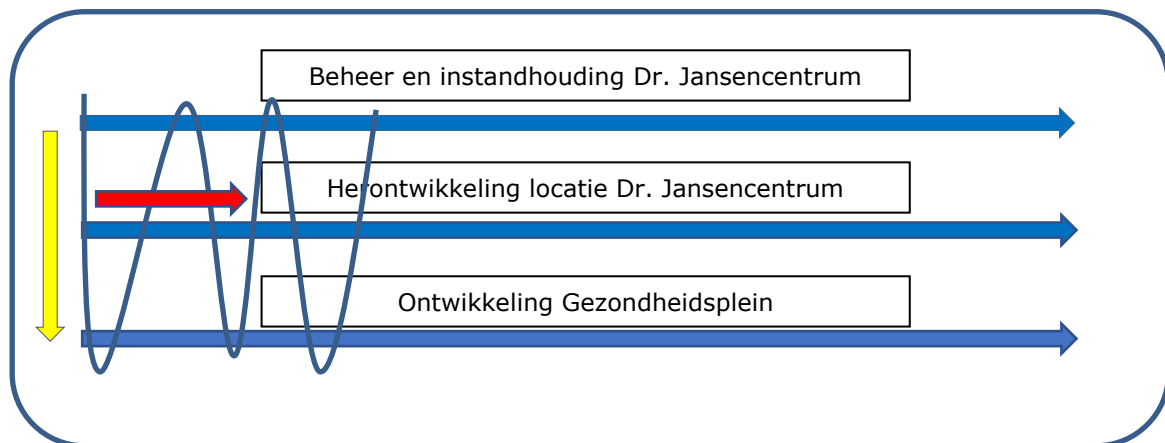 Beheer en instandhouding Dr. Jansencentrum
Herontwikkeling locatie Dr. Jansencentrum
Ontwikkeling Gezondheidsplein